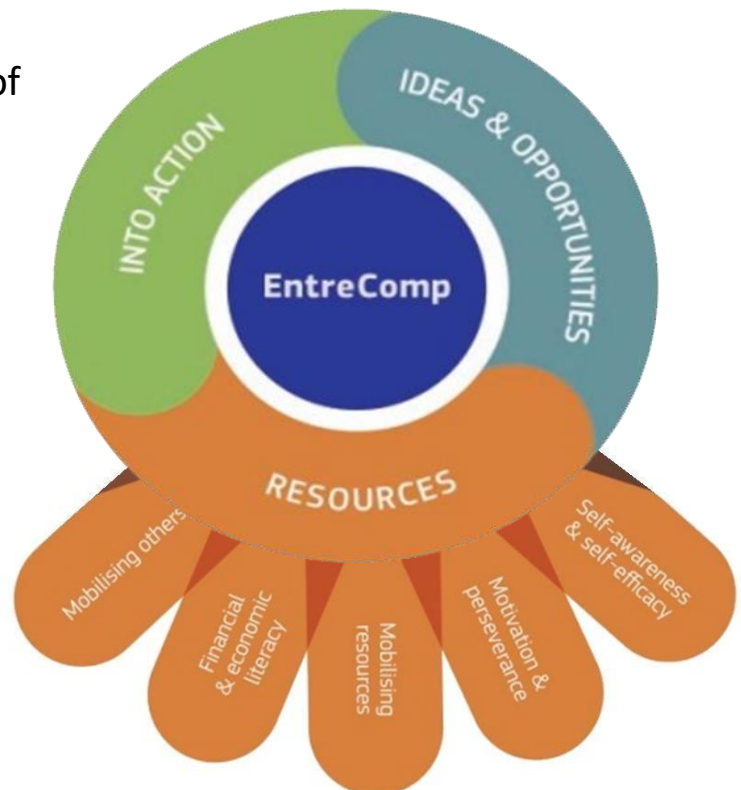 of
INTO ACTION
IDEAS & OPPORTUNITIES
EntreComp
RESOURCES
Mobilising others
Financial
& economic
literacy
Mobilising
resources
Motivation &
perseverance
Self-awareness
& self-efficacy